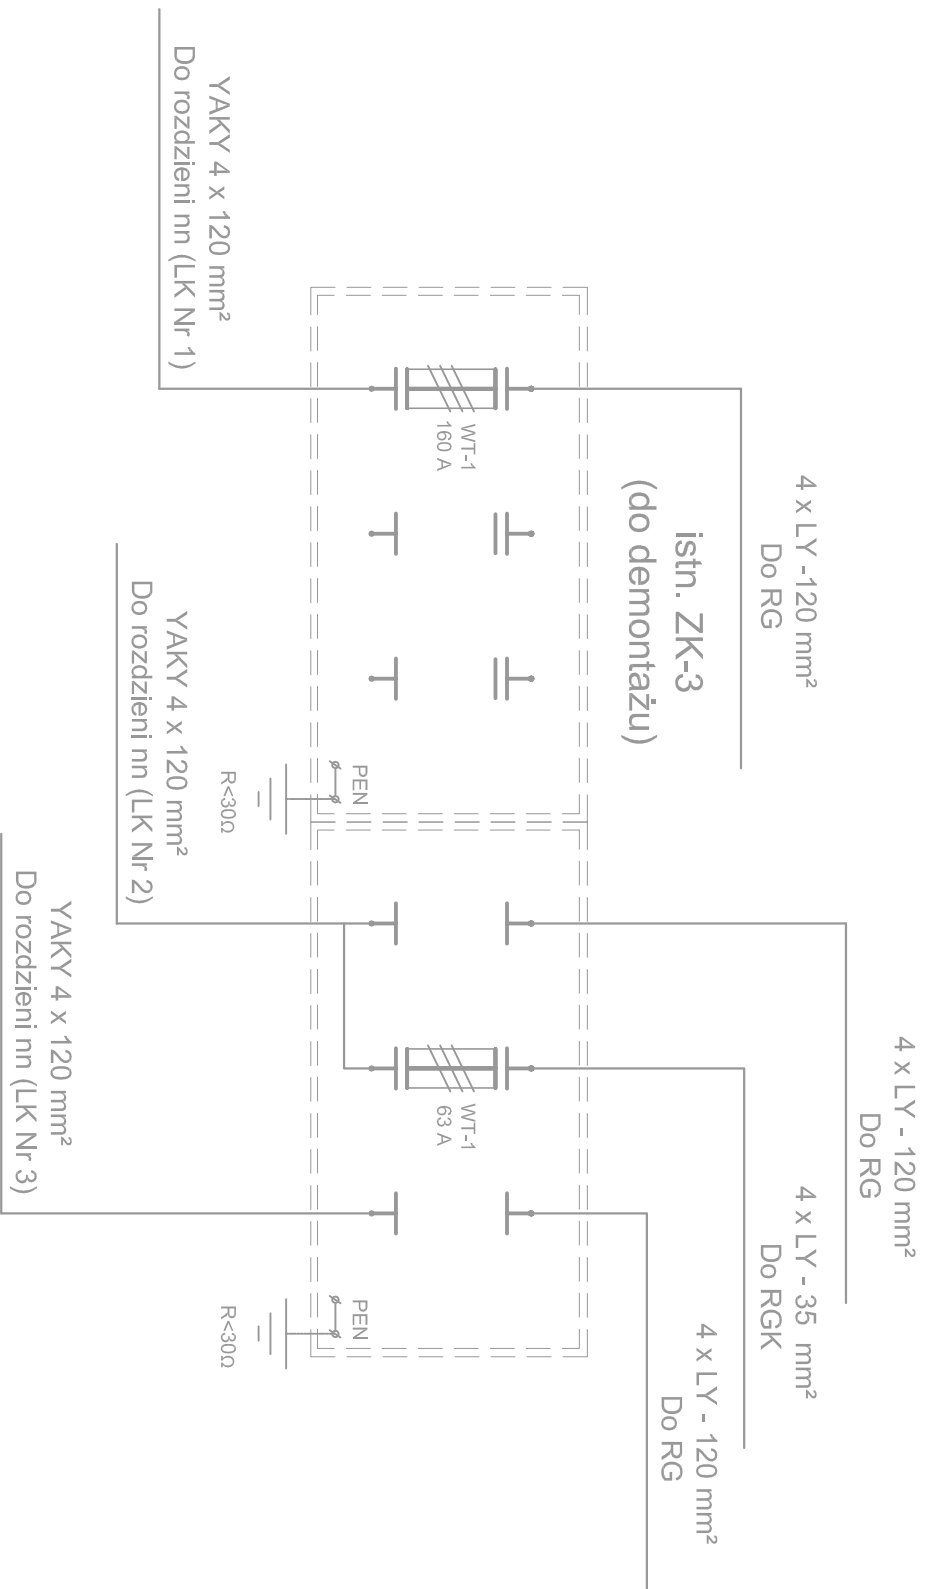 4 x LY -120 mm²
Do RG
istn. ZK-3
(do demontażu)
WT-1
160 A
YAKY 4 x 120 mm²
Do rozdzieni nn (LK Nr 1)
PEN
R<30Ω
YAKY 4 x 120 mm²
Do rozdzieni nn (LK Nr 2)
4 x LY - 120 mm²
Do RG
4 x LY - 35 mm²
Do RGK
4 x LY - 120 mm²
Do RG
WT-1
63 A
PEN
R<30Ω
YAKY 4 x 120 mm²
Do rozdzieni nn (LK Nr 3)